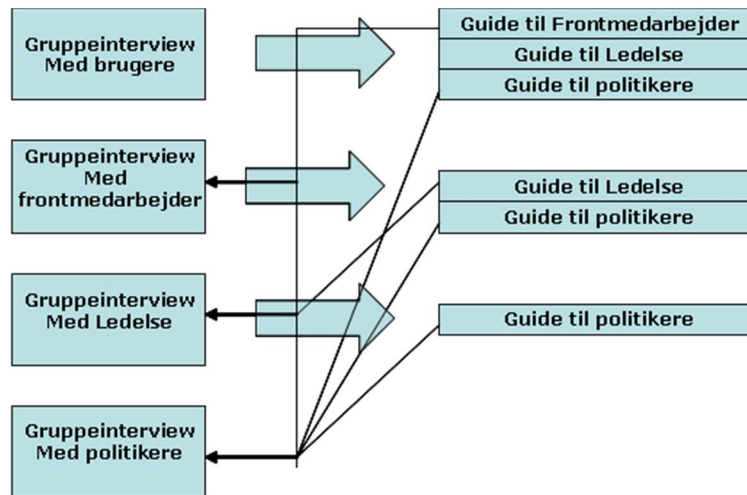 Gruppeinterview
Med brugere
Guide til Frontmedarbejder
Guide til Ledelse
Guide til politikere
Gruppeinterview
Med
frontmedarbejder
Guide til Ledelse
Guide til politikere
Gruppeinterview
Med Ledelse
Guide til politikere
Gruppeinterview
Med politikere